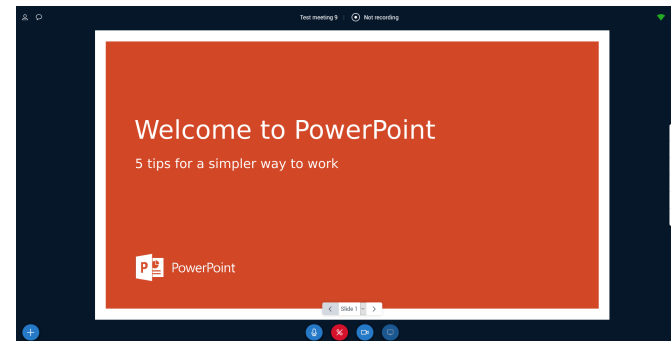 Test meeting 9
Not recording
Welcome to PowerPoint
5 tips for a simpler way to work
P
PowerPoint
Slide 1